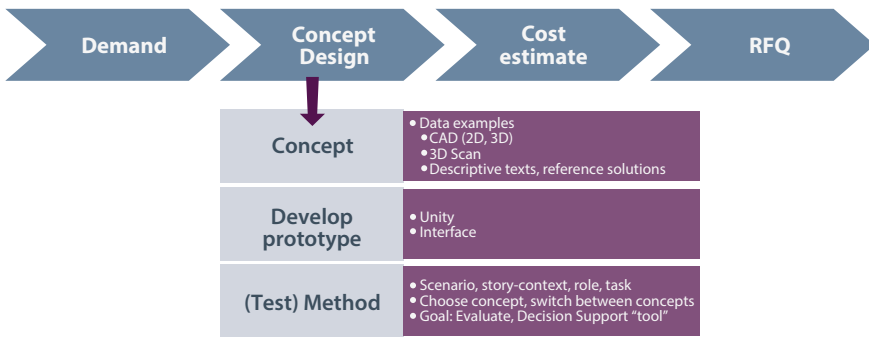 Demand
Concept
Design
Cost
estimate
RFQ
Concept
• Data examples
• CAD (2D, 3D)
• 3D Scan
• Descriptive texts, reference solutions
Develop
prototype
• Unity
• Interface
(Test) Method
• Scenario, story-context, role, task
• Choose concept, switch between concepts
• Goal: Evaluate, Decision Support “tool”